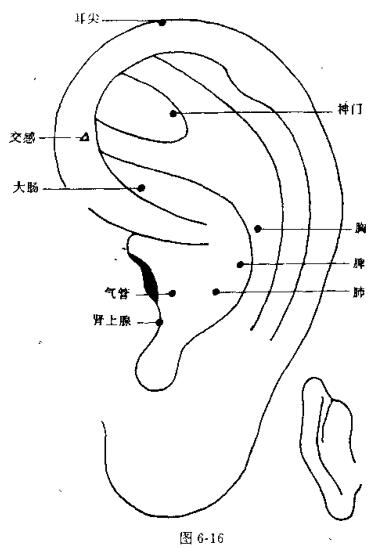 耳尖
神门
交感
大肠
胸
脾
气管
肺
肾上腺
图 6-16